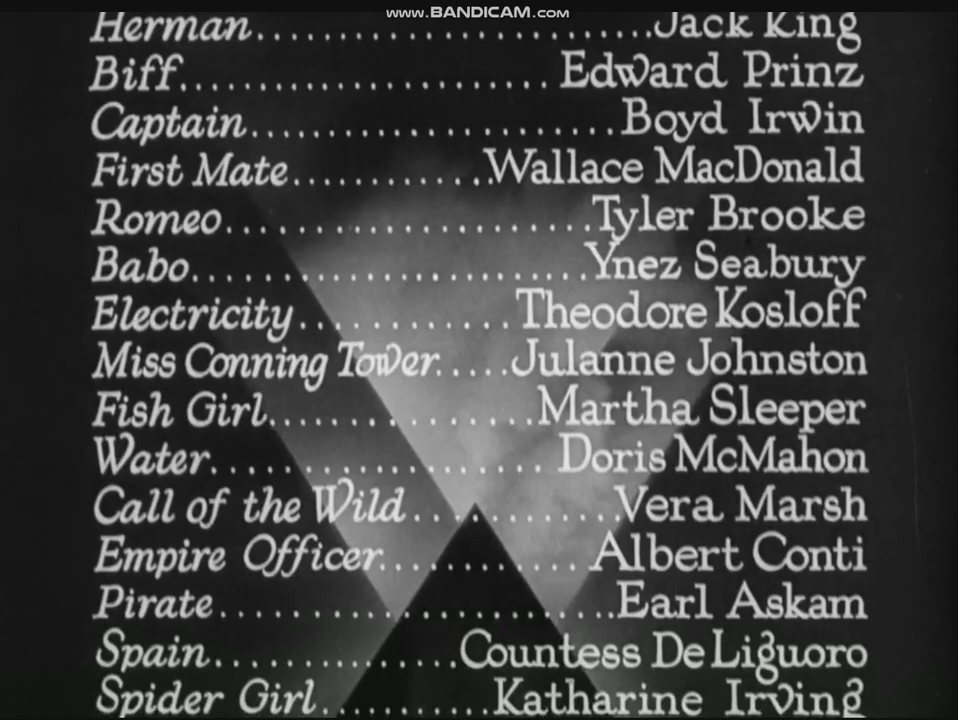 www.BANDICAM.com
Herman.........................Jack King
Biff....................... Edward Prinz
Captain......................Boyd Irwin
First Mate.............Wallace MacDonald
Romeo.......................Tyler Brooke
Babo.........................Ynez Seabury
Electricity............Theodore Kosloff
Miss Conning Tower.....Julanne Johnston
Fish Girl.................Martha Sleeper
Water..................... Doris McMahon
Call of the Wild.............Vera Marsh
Empire Officer.............Albert Conti
Pirate.........................Earl Askam
Spain...............Countess De Liguoro
Spider Girl...........Katharine Irving